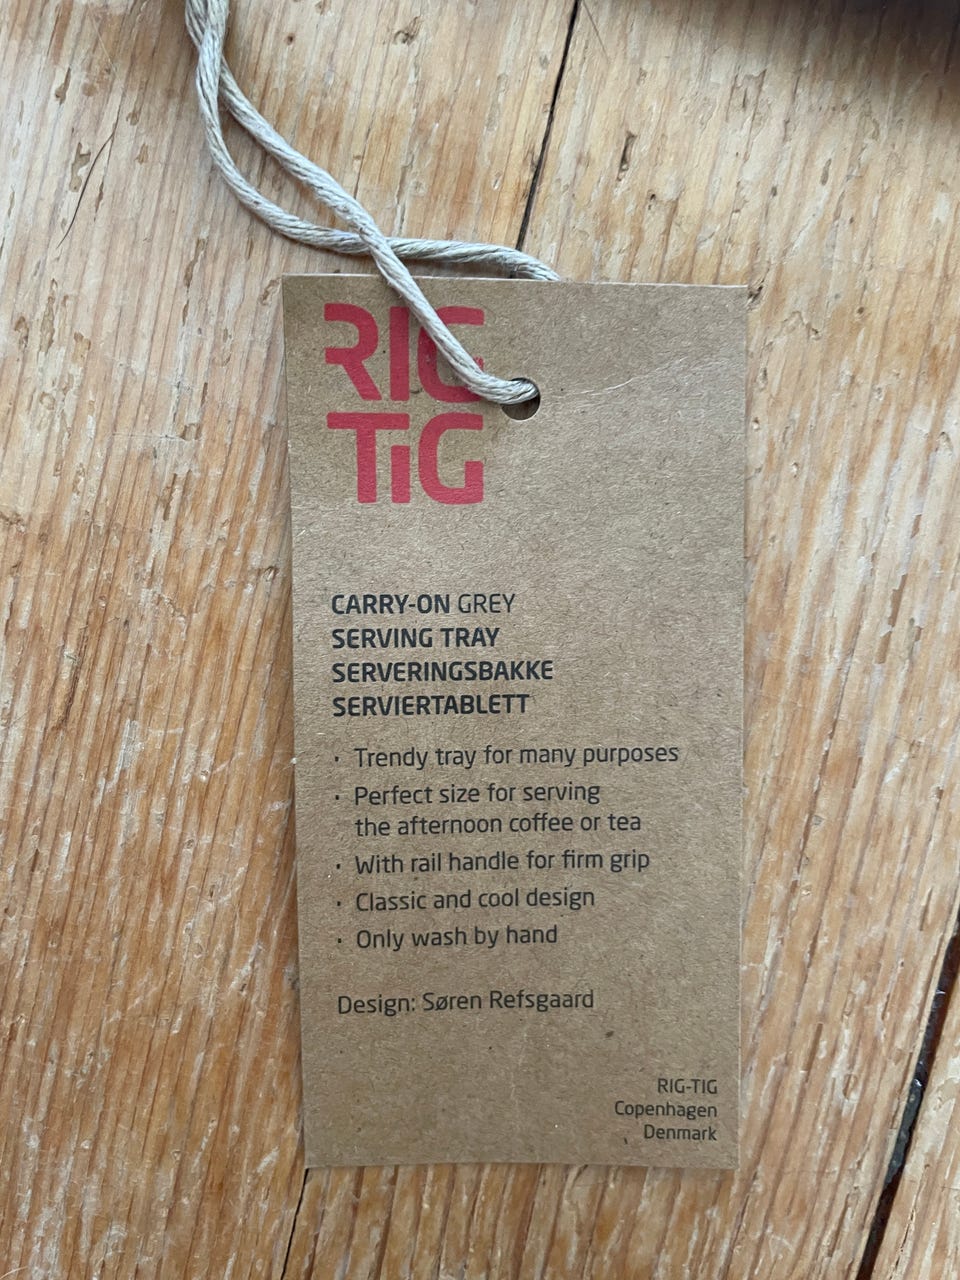 RIG
TIG
CARRY-ON GREY
SERVING TRAY
SERVERINGSBAKKE
SERVIERTABLETT
· Trendy tray for many purposes
· Perfect size for serving
the afternoon coffee or tea
· With rail handle for firm grip
· Classic and cool design
· Only wash by hand
Design: Søren Refsgaard
RIG-TIG
Copenhagen
Denmark